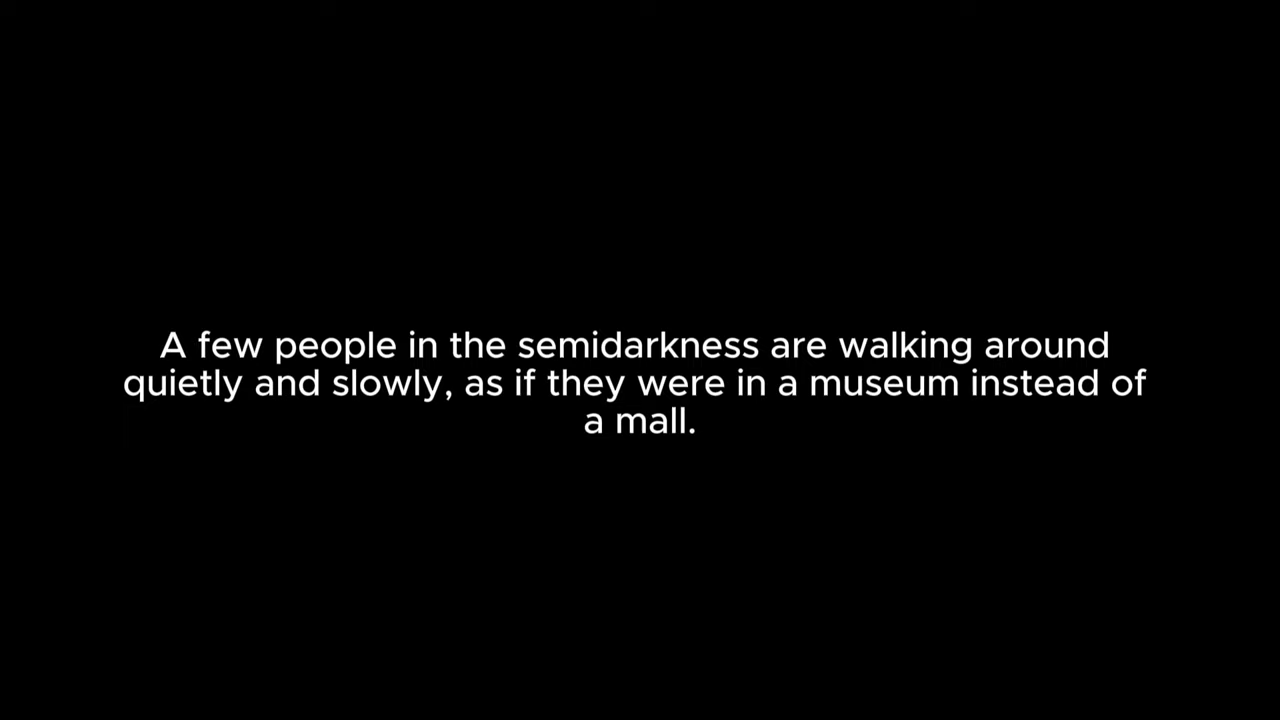 A few people in the semidarkness are walking around
quietly and slowly, as if they were in a museum instead of
a mall.